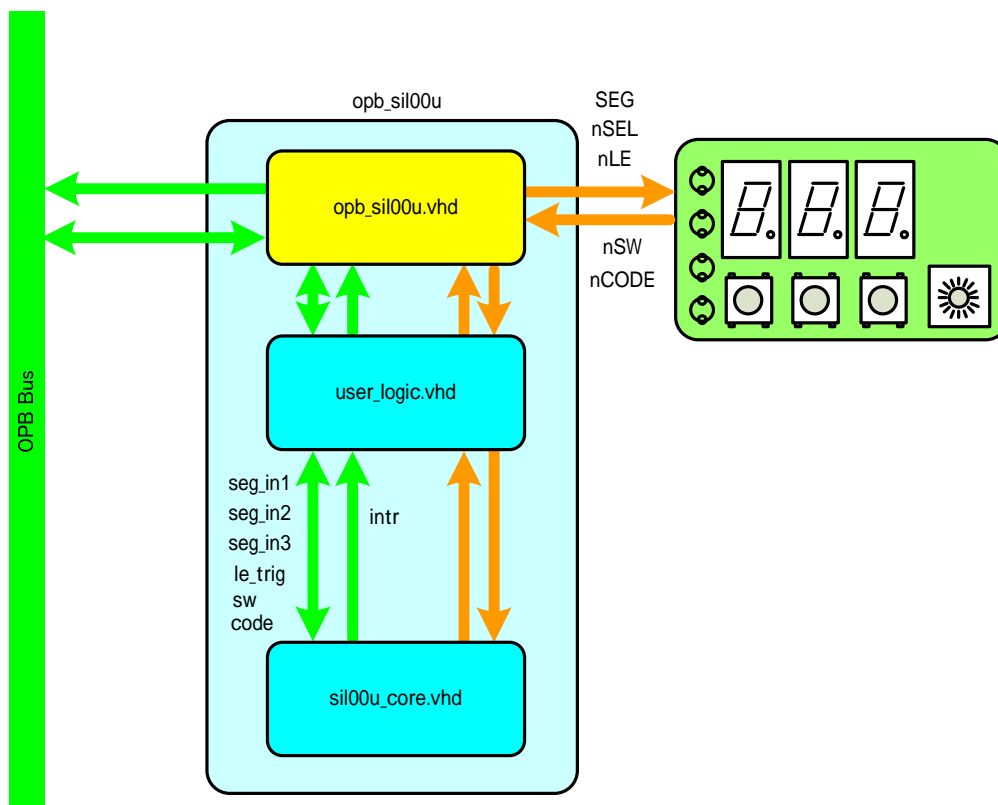 opb_sil00u
SEG
nSEL
nLE
opb_sil00u.vhd
nSW
nCODE
user_logic.vhd
OPB Bus
seg_in1
seg_in2
seg_in3
le_trig
sw
code
intr
sil00u_core.vhd